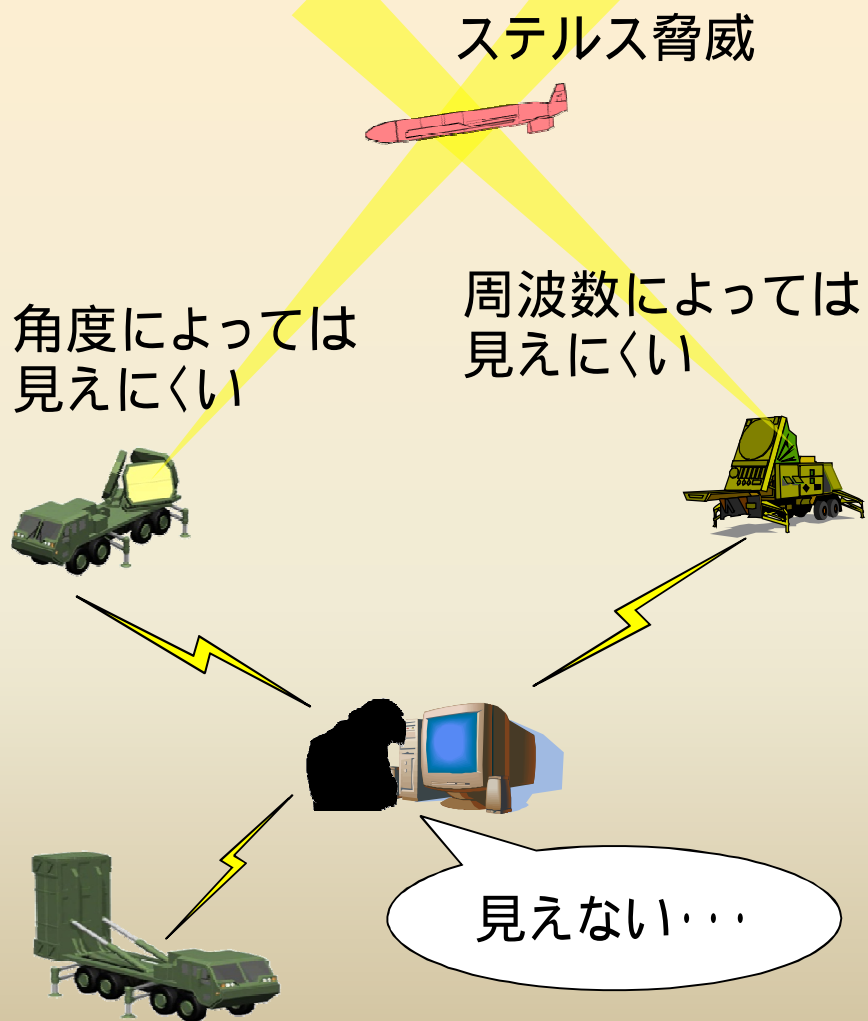 ステルス脅威
周波数によっては
見えにくい
角度によっては
見えにくい
見えない・・・